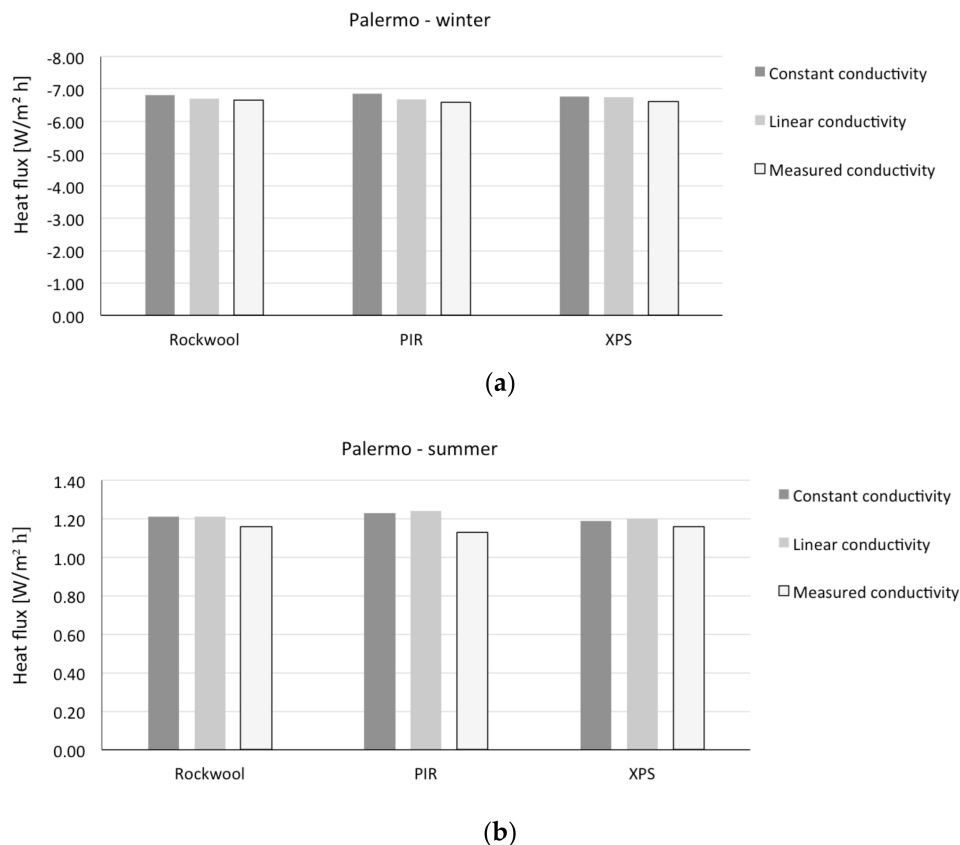 Palermo - winter
-8.00
-7.00
-6.00
-5.00
-4.00
-3.00
-2.00
-1.00
0.00
Heat flux [W/m² h]
Rockwool PIR XPS
Constant conductivity
Linear conductivity
Measured conductivity
(a)
Palermo - summer
1.40
1.20
1.00
0.80
0.60
0.40
0.20
0.00
Heat flux [W/m² h]
Rockwool PIR XPS
Constant conductivity
Linear conductivity
Measured conductivity
(b)